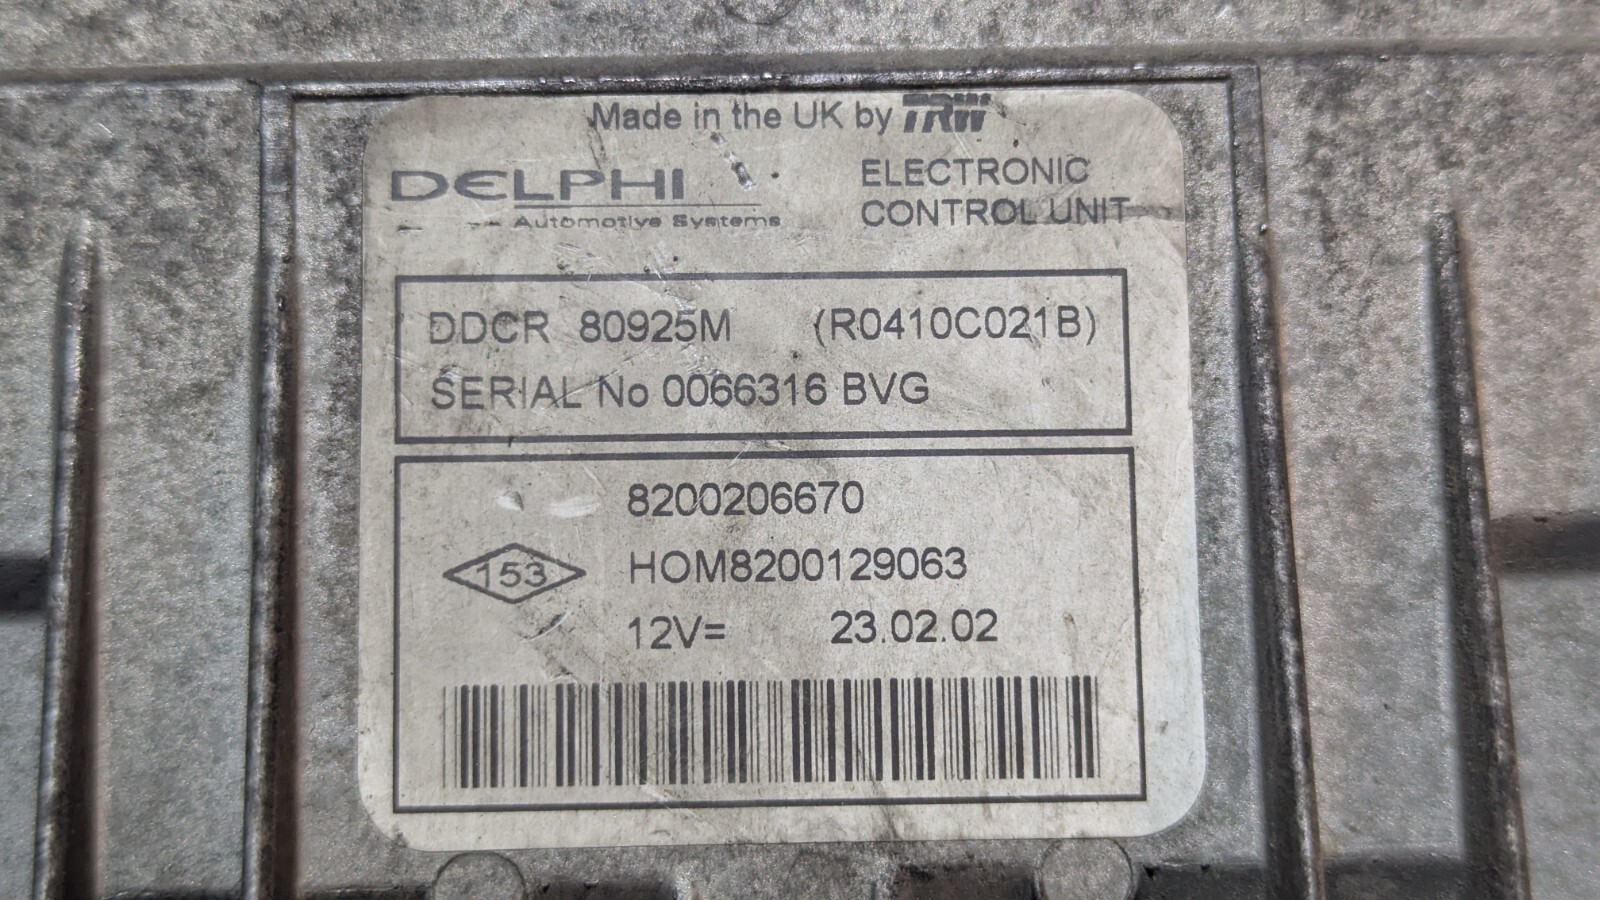 Made in the UK by TRW
DELPHI
Automotive Systems
ELECTRONIC
CONTROL UNIT
DDCR 80925M (R0410C021B)
SERIAL No 0066316 BVG
8200206670
153 HOM8200129063
12V= 23.02.02